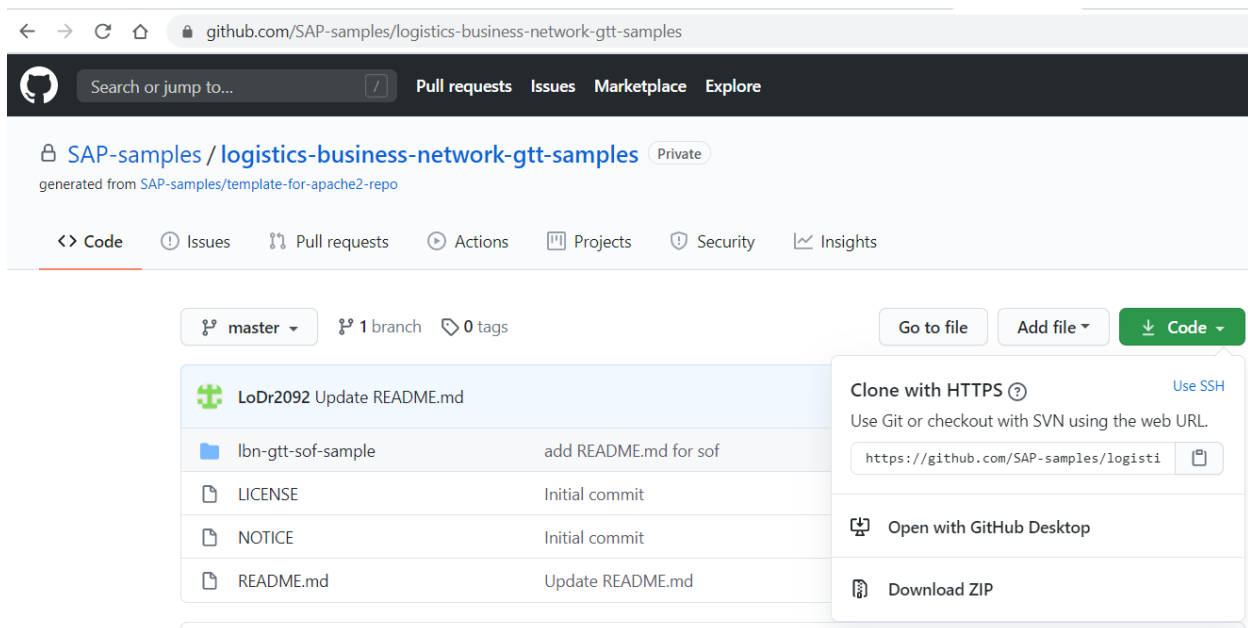 github.com/SAP-samples/logistics-business-network-gtt-samples
Search or jump to... / Pull requests Issues Marketplace Explore
SAP-samples / logistics-business-network-gtt-samples Private
generated from SAP-samples/template-for-apache2-repo
<> Code Issues Pull requests Actions Projects Security Insights
master 1 branch 0 tags Go to file Add file Code
LoDr2092 Update README.md
lbn-gtt-sof-sample add README.md for sof
LICENSE Initial commit
NOTICE Initial commit
README.md Update README.md
Clone with HTTPS ? Use SSH
Use Git or checkout with SVN using the web URL.
https://github.com/SAP-samples/logisti
Open with GitHub Desktop
Download ZIP